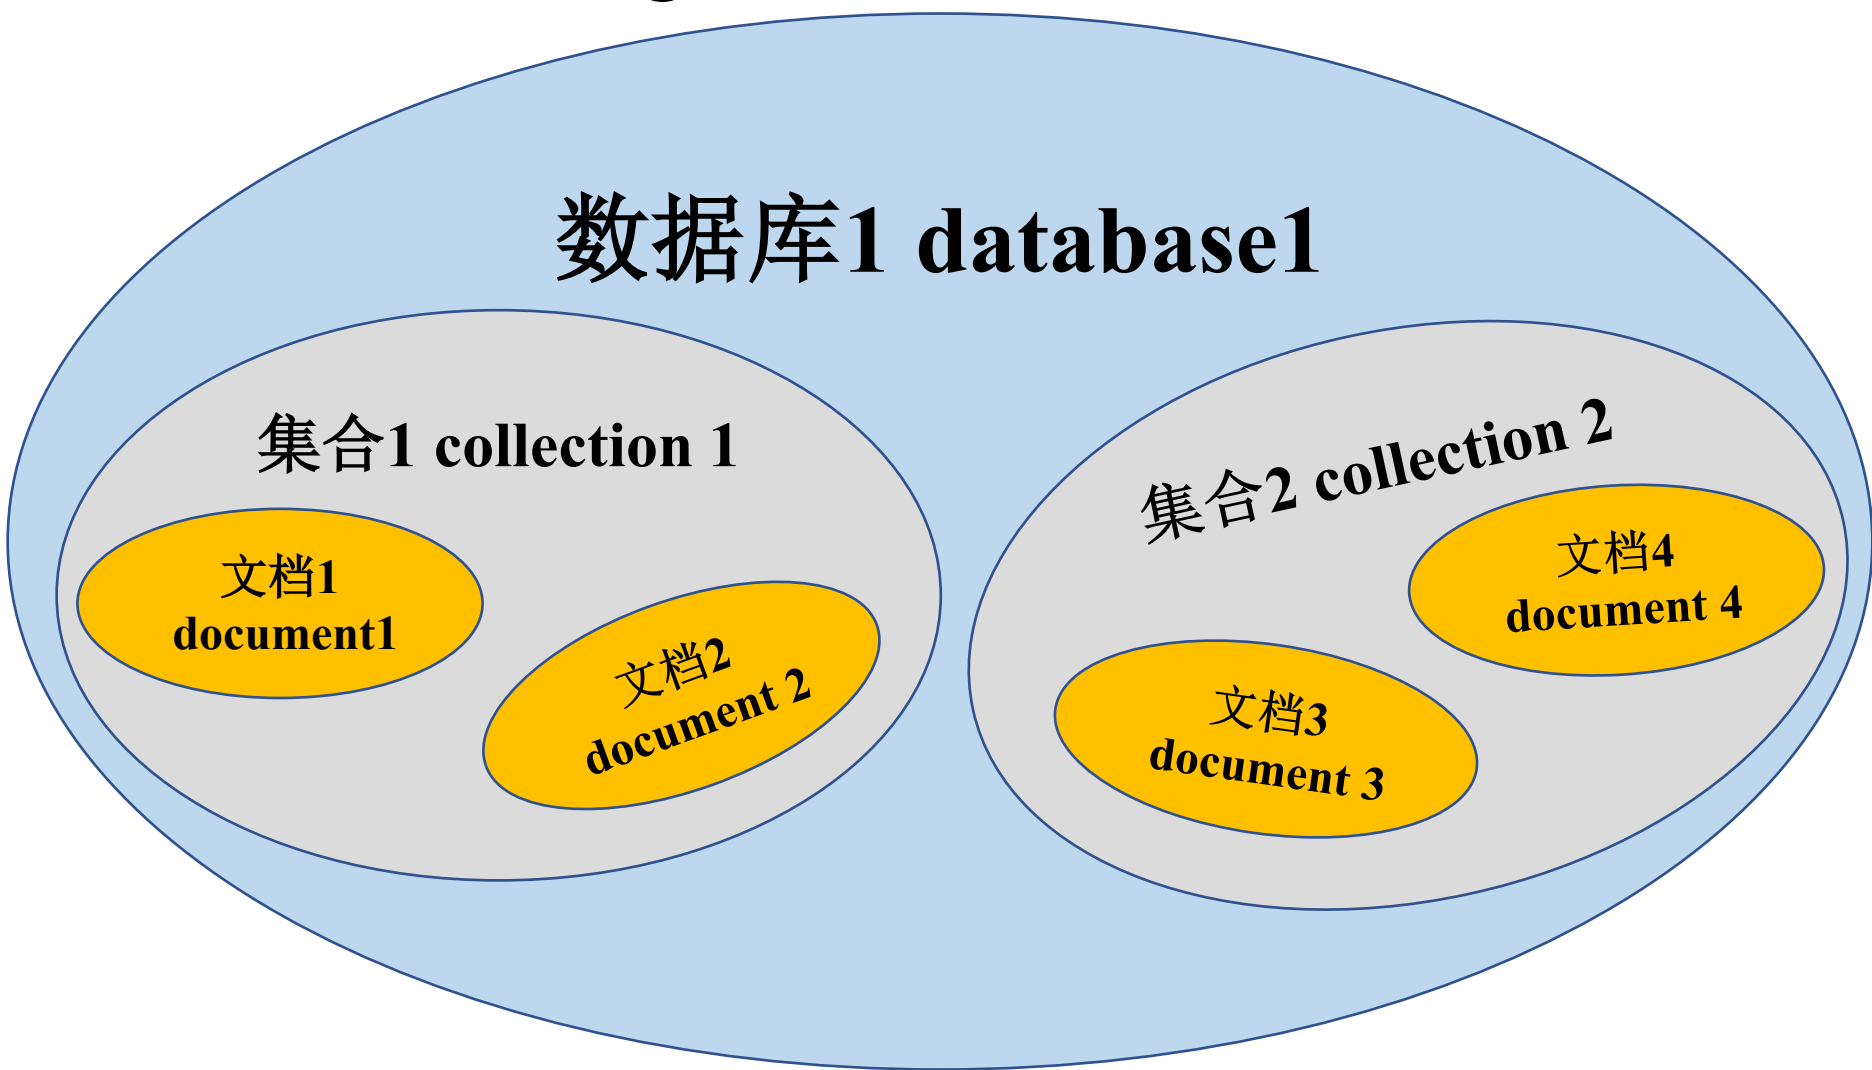 数据库1 database1
集合1 collection 1
文档1
document1
文档2
document 2
集合2 collection 2
文档4
document 4
文档3
document 3